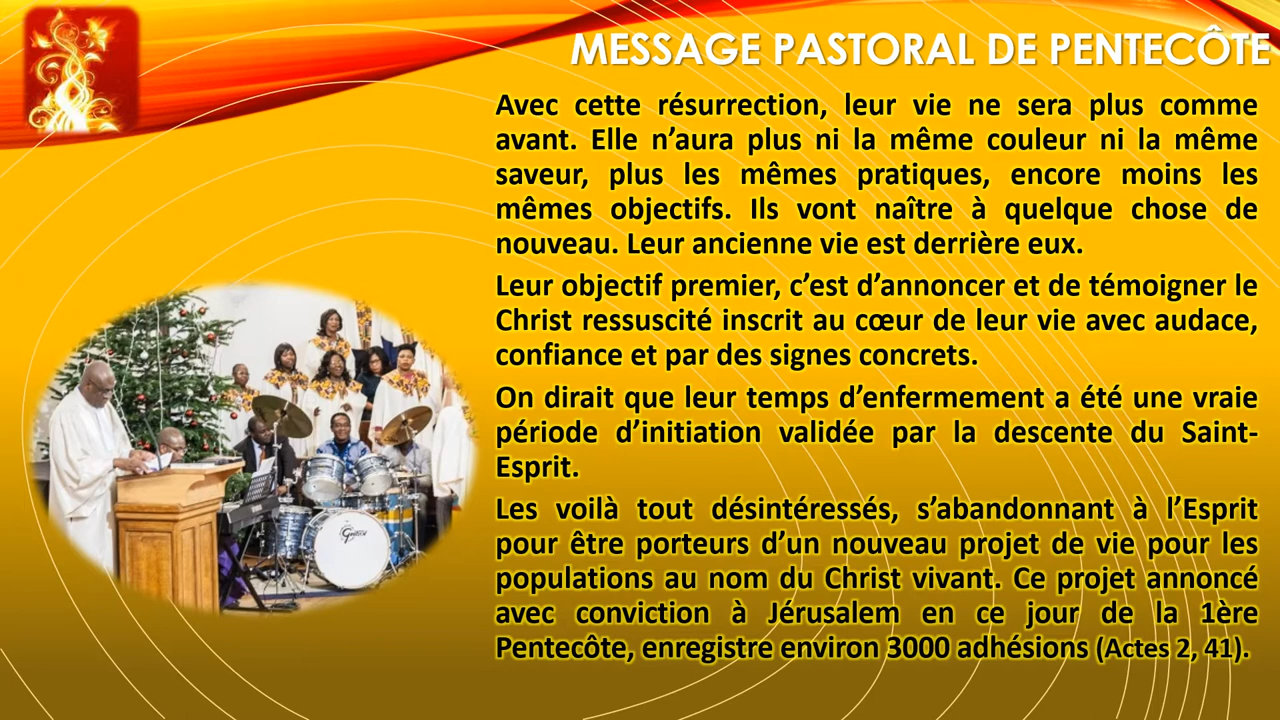 MESSAGE PASTORAL DE PENTECÔTE
Avec cette résurrection, leur vie ne sera plus comme
avant. Elle n’aura plus ni la même couleur ni la même
saveur, plus les mêmes pratiques, encore moins les
mêmes objectifs. Ils vont naître à quelque chose de
nouveau. Leur ancienne vie est derrière eux.
Leur objectif premier, c’est d’annoncer et de témoigner le
Christ ressuscité inscrit au cœur de leur vie avec audace,
confiance et par des signes concrets.
On dirait que leur temps d’enfermement a été une vraie
période d’initiation validée par la descente du Saint-
Esprit.
Les voilà tout désintéressés, s’abandonnant à l’Esprit
pour être porteurs d’un nouveau projet de vie pour les
populations au nom du Christ vivant. Ce projet annoncé
avec conviction à Jérusalem en ce jour de la 1ère
Pentecôte, enregistre environ 3000 adhésions (Actes 2, 41).
Gretsch